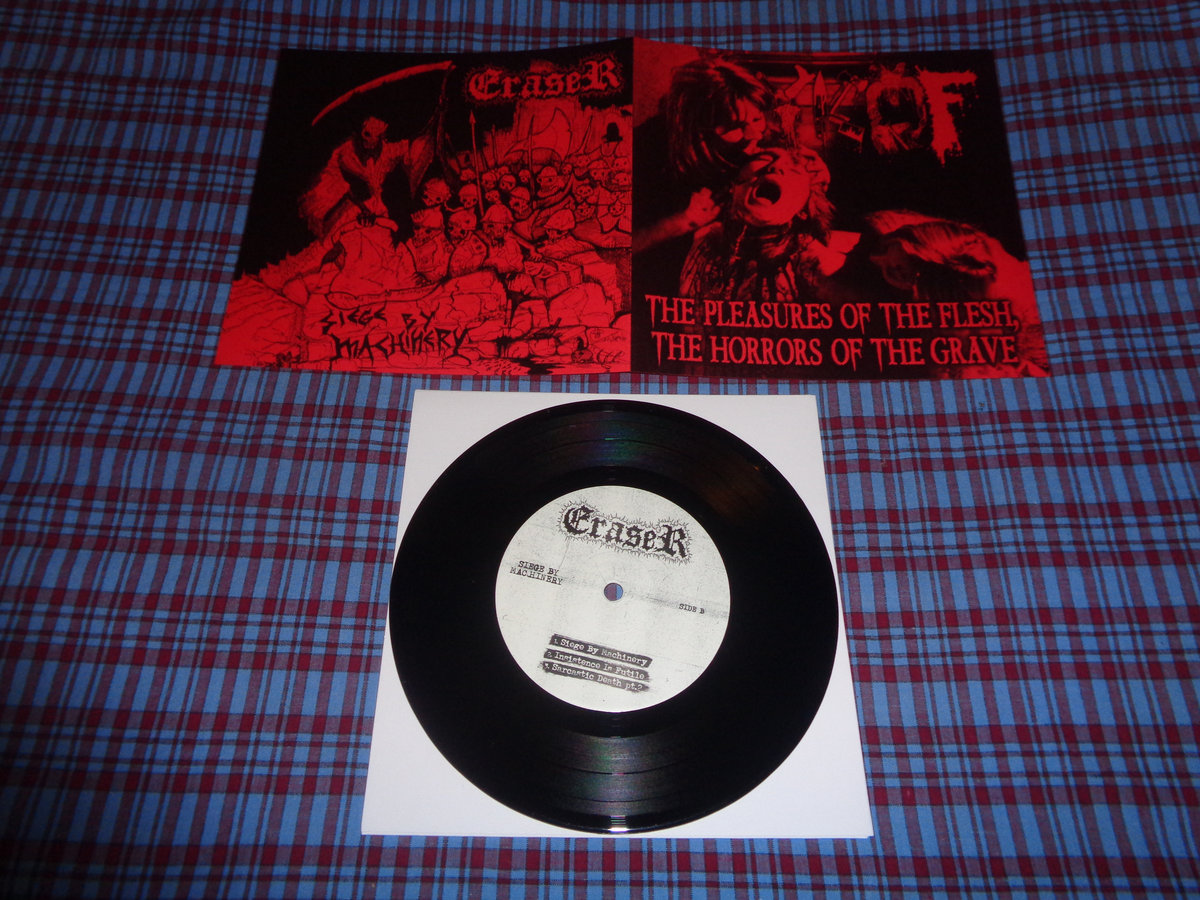 EraseR
SIEGE BY
MACHINERY
THE PLEASURES OF THE FLESH,
THE HORRORS OF THE GRAVE
EraseR
SIEGE BY
MACHINERY
SIDE B
1. Siege By Machinery
2. Insistence Is Futile
3. Sarcastic Death pt.2